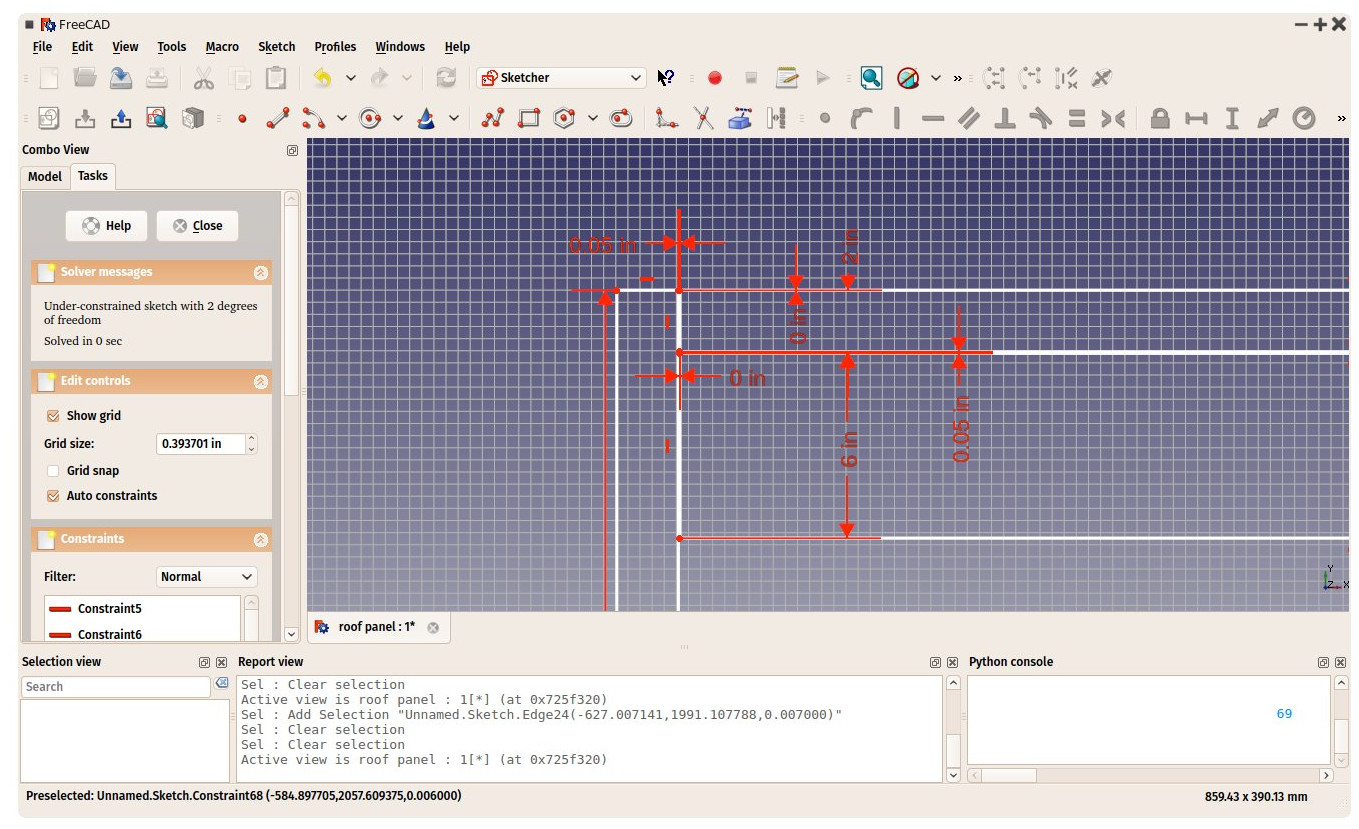 FreeCAD
File Edit View Tools Macro Sketch Profiles Windows Help
Sketcher
»
»
»
Combo View
Model Tasks
Help Close
Solver messages
Under-constrained sketch with 2 degrees
of freedom
Solved in 0 sec
Edit controls
Show grid
Grid size: 0.393701 in
Grid snap
Auto constraints
Constraints
Filter: Normal
Constraint5
Constraint6
0.05 in
2 in
0 in
0 in
6 in
0.05 in
Y
Z X
roof panel : 1*
Selection view
Search
Report view
Sel : Clear selection
Active view is roof panel : 1[*] (at 0x725f320)
Sel : Add Selection "Unnamed.Sketch.Edge24(-627.007141,1991.107788,0.007000)"
Sel : Clear selection
Sel : Clear selection
Active view is roof panel : 1[*] (at 0x725f320)
Python console
69
Preselected: Unnamed.Sketch.Constraint68 (-584.897705,2057.609375,0.006000)
859.43 x 390.13 mm